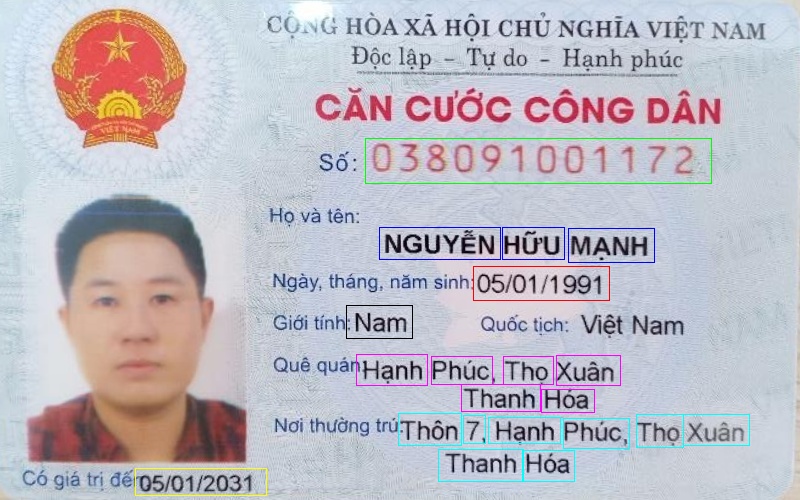 CỘNG HÒA XÃ HỘI CHỦ NGHĨA VIỆT NAM
Độc lập - Tự do - Hạnh phúc
CĂN CƯỚC CÔNG DÂN
Số: 038091001172
Họ và tên:
NGUYỄN HỮU MẠNH
Ngày, tháng, năm sinh: 05/01/1991
Giới tính: Nam Quốc tịch: Việt Nam
Quê quán: Hạnh Phúc, Thọ Xuân
Thanh Hóa
Nơi thường trú: Thôn 7, Hạnh Phúc, Thọ Xuân
Thanh Hóa
Có giá trị đến 05/01/2031